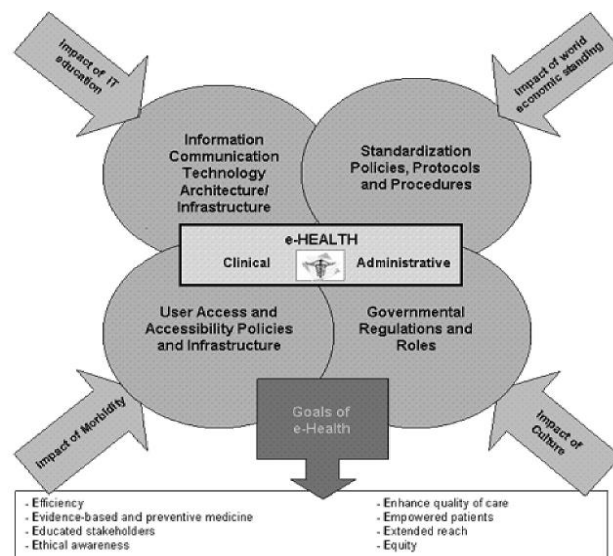 Impact of IT
education
Impact of world
economic standing
Information
Communication
Technology
Architecture/
Infrastructure
Standardization
Policies, Protocols
and Procedures
e-HEALTH
Clinical
Administrative
User Access and
Accessibility Policies
and Infrastructure
Governmental
Regulations and
Roles
Impact of Morbidity
Goals of
e-Health
Impact of
Culture
- Efficiency
- Evidence-based and preventive medicine
- Educated stakeholders
- Ethical awareness
- Enhance quality of care
- Empowered patients
- Extended reach
- Equity